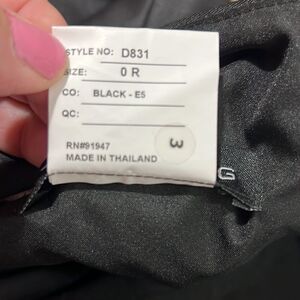 STYLE NO: D831
SIZE: 0 R
CO: BLACK - E5
QC:
3
RN#91947
MADE IN THAILAND
G